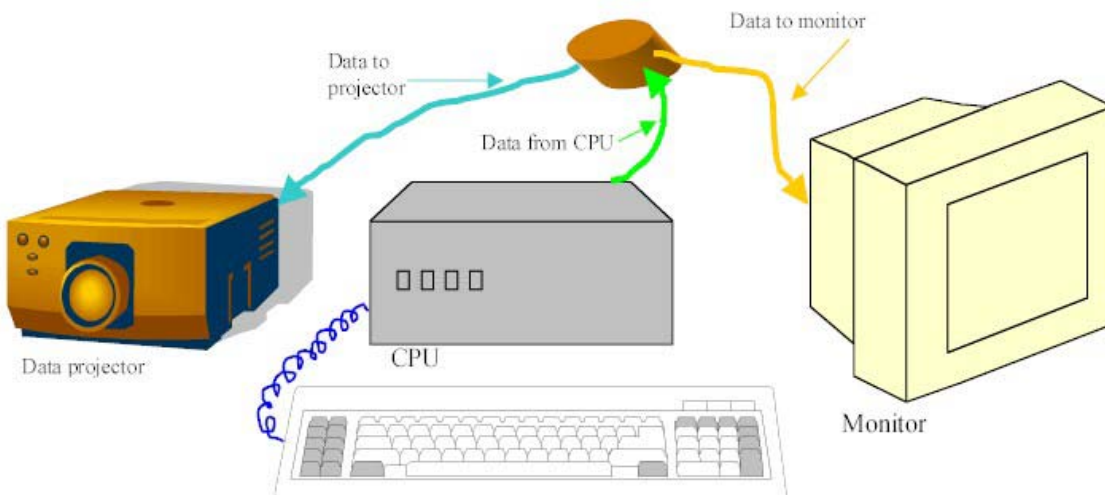 Data to monitor
Data to
projector
Data from CPU
Data projector
CPU
Monitor